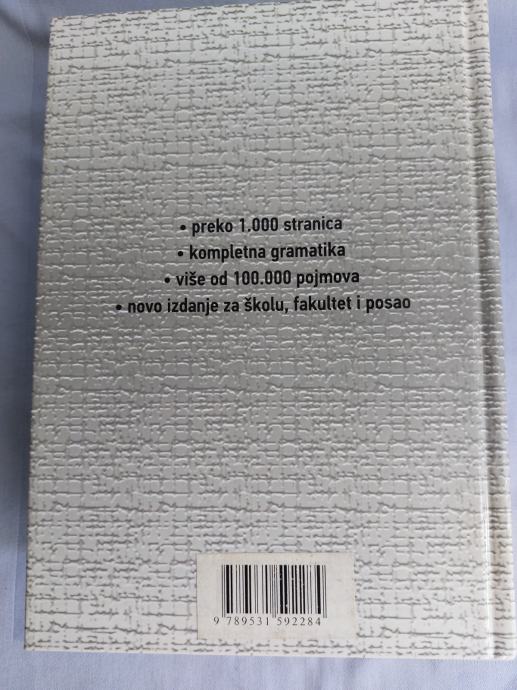 • preko 1.000 stranica
• kompletna gramatika
• više od 100.000 pojmova
• novo izdanje za školu, fakultet i posao
9 789531 592284